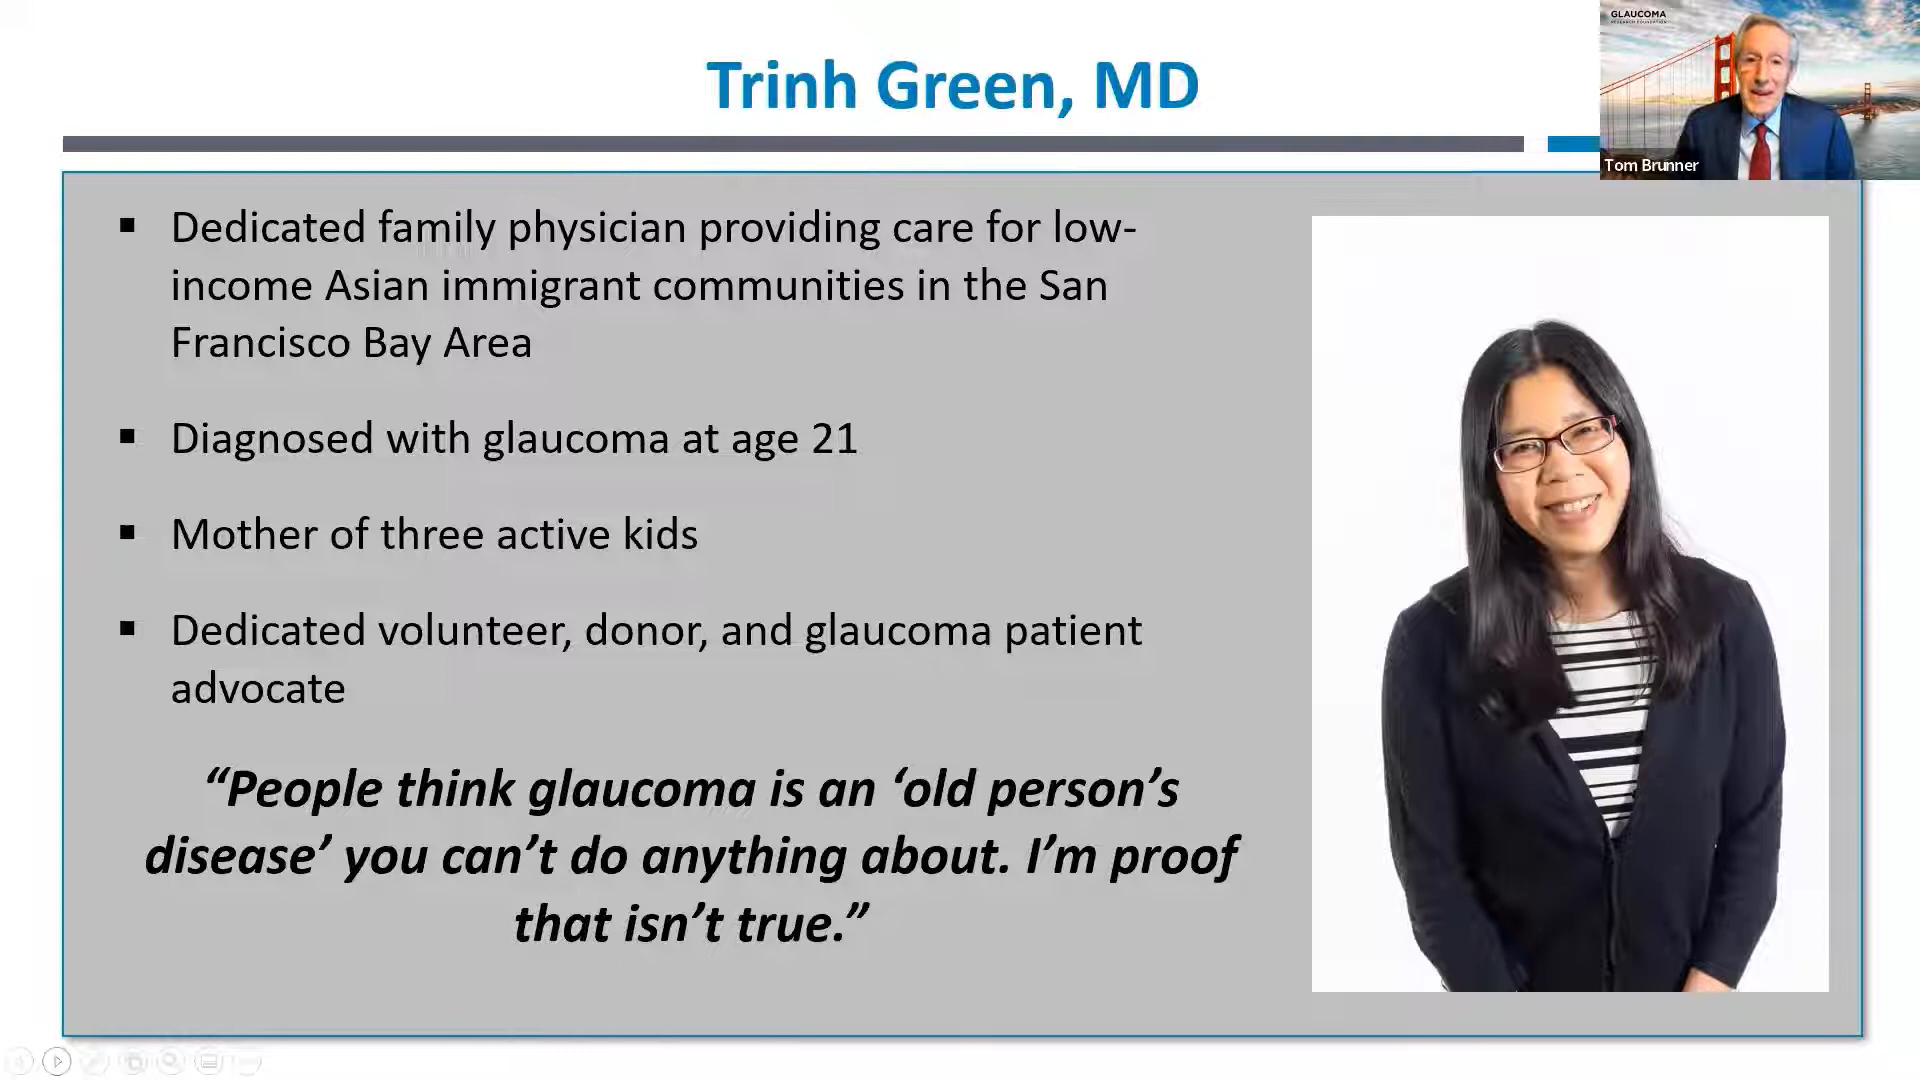 Trinh Green, MD
GLAUCOMA
RESEARCH FOUNDATION
Tom Brunner
▪ Dedicated family physician providing care for low-
income Asian immigrant communities in the San
Francisco Bay Area
▪ Diagnosed with glaucoma at age 21
▪ Mother of three active kids
▪ Dedicated volunteer, donor, and glaucoma patient
advocate
“People think glaucoma is an ‘old person’s
disease’ you can’t do anything about. I’m proof
that isn’t true.”